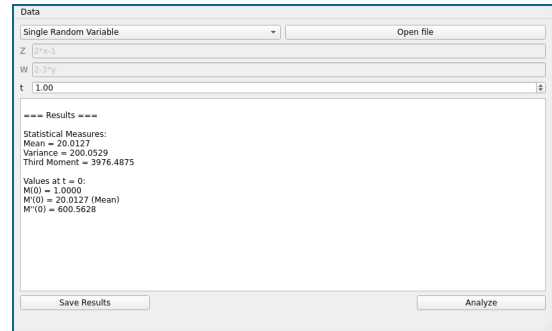 Data
Single Random Variable
Open file
Z 2*x-1
W 2-3*y
t 1.00
=== Results ===
Statistical Measures:
Mean = 20.0127
Variance = 200.0529
Third Moment = 3976.4875
Values at t = 0:
M(0) = 1.0000
M'(0) = 20.0127 (Mean)
M''(0) = 600.5628
Save Results
Analyze